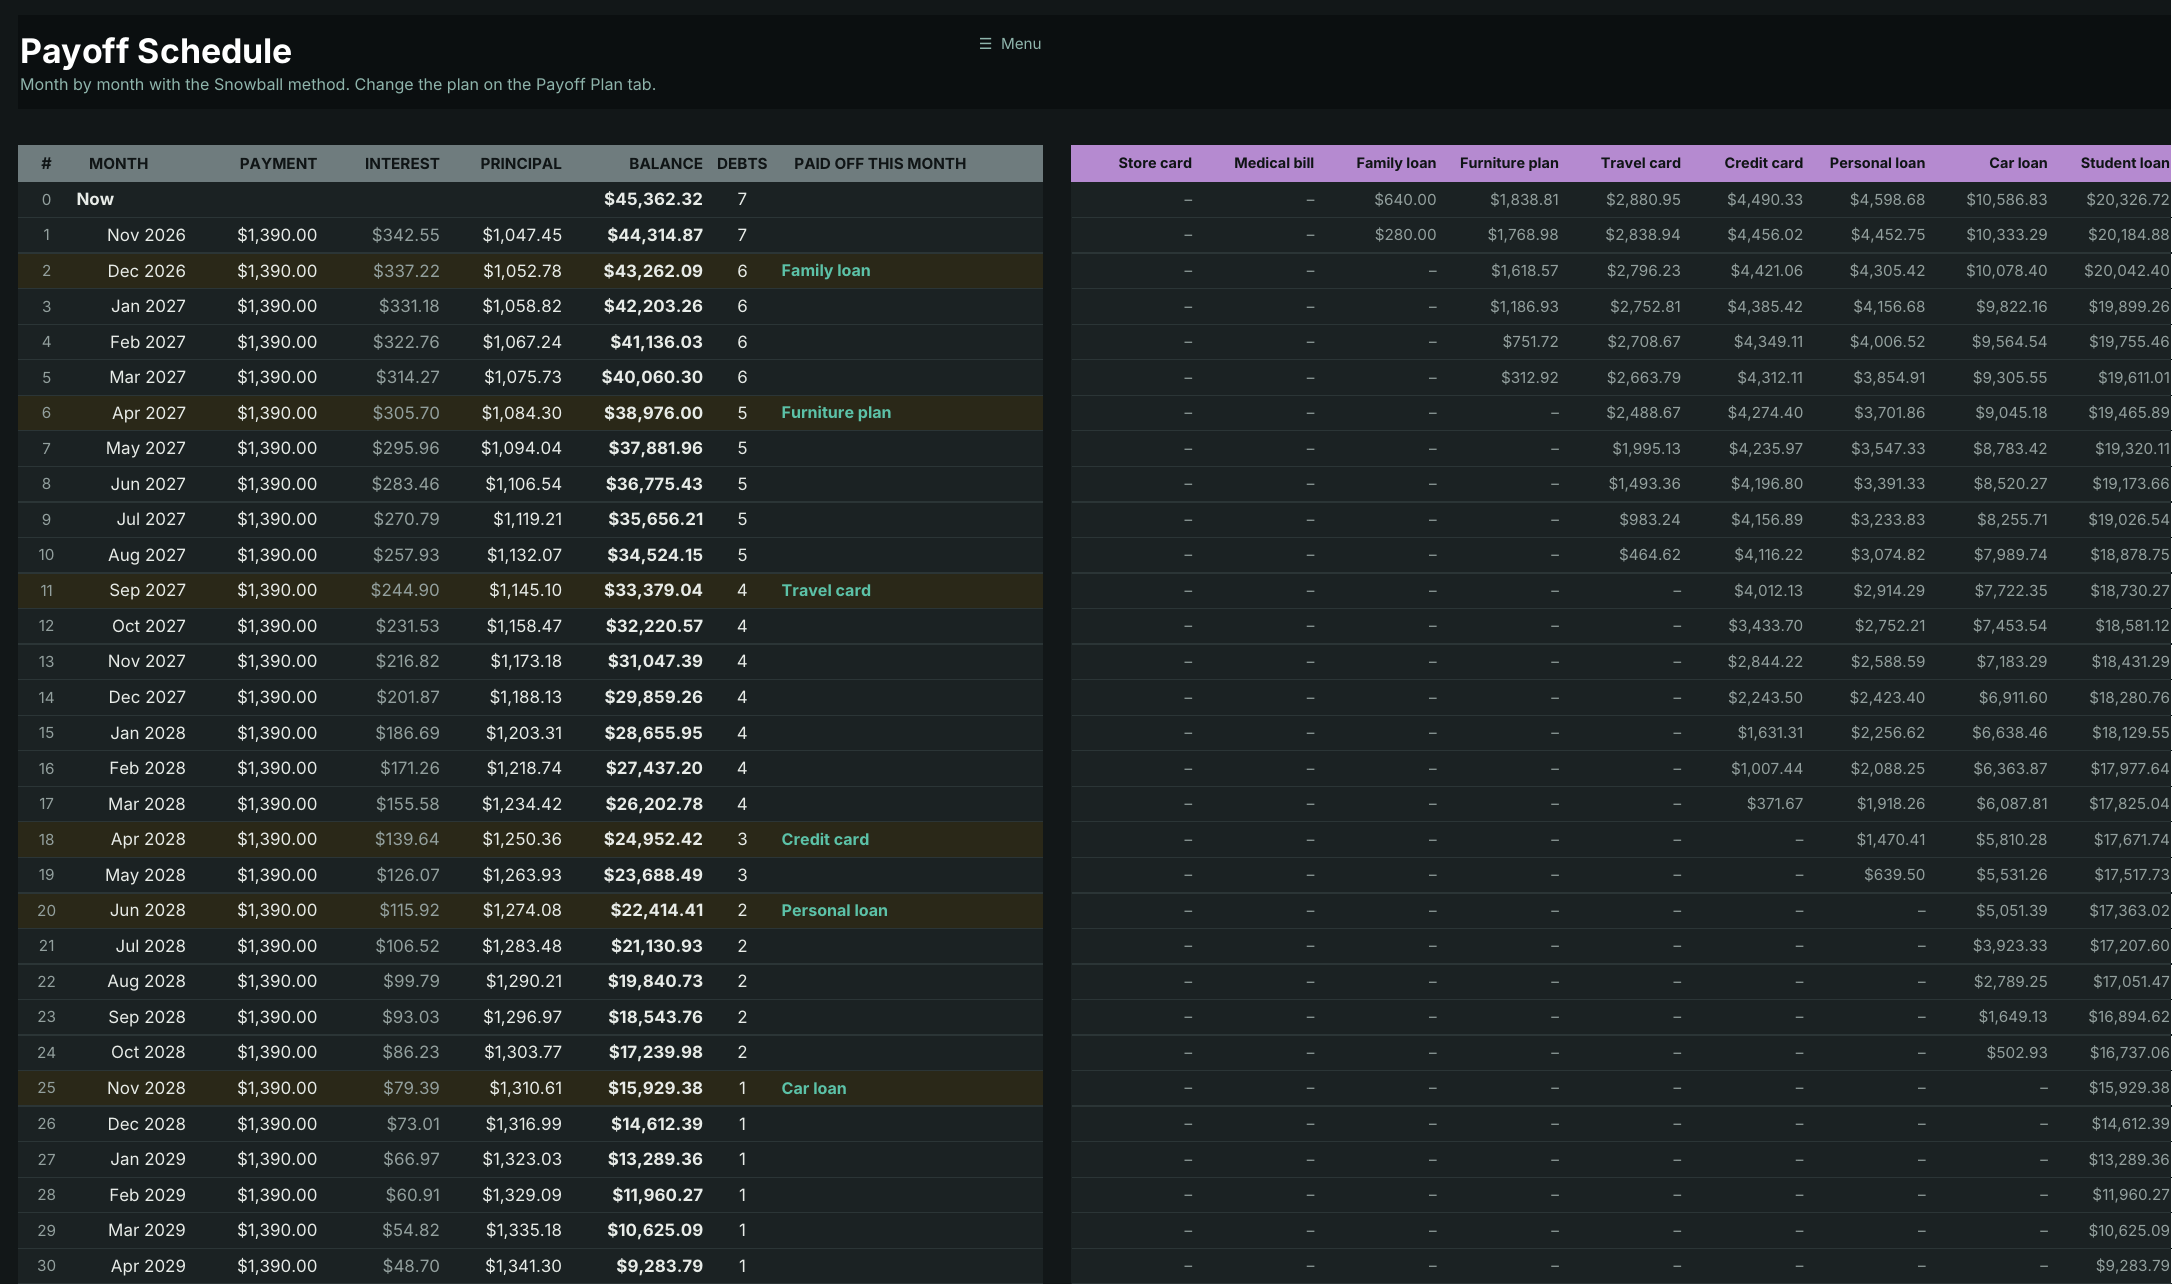 Payoff Schedule
☰ Menu
Month by month with the Snowball method. Change the plan on the Payoff Plan tab.
# MONTH PAYMENT INTEREST PRINCIPAL BALANCE DEBTS PAID OFF THIS MONTH Store card Medical bill Family loan Furniture plan Travel card Credit card Personal loan Car loan Student loan
0 Now $45,362.32 7 – – $640.00 $1,838.81 $2,880.95 $4,490.33 $4,598.68 $10,586.83 $20,326.72
1 Nov 2026 $1,390.00 $342.55 $1,047.45 $44,314.87 7 – – $280.00 $1,768.98 $2,838.94 $4,456.02 $4,452.75 $10,333.29 $20,184.88
2 Dec 2026 $1,390.00 $337.22 $1,052.78 $43,262.09 6 Family loan – – – $1,618.57 $2,796.23 $4,421.06 $4,305.42 $10,078.40 $20,042.40
3 Jan 2027 $1,390.00 $331.18 $1,058.82 $42,203.26 6 – – – $1,186.93 $2,752.81 $4,385.42 $4,156.68 $9,822.16 $19,899.26
4 Feb 2027 $1,390.00 $322.76 $1,067.24 $41,136.03 6 – – – $751.72 $2,708.67 $4,349.11 $4,006.52 $9,564.54 $19,755.46
5 Mar 2027 $1,390.00 $314.27 $1,075.73 $40,060.30 6 – – – $312.92 $2,663.79 $4,312.11 $3,854.91 $9,305.55 $19,611.01
6 Apr 2027 $1,390.00 $305.70 $1,084.30 $38,976.00 5 Furniture plan – – – – $2,488.67 $4,274.40 $3,701.86 $9,045.18 $19,465.89
7 May 2027 $1,390.00 $295.96 $1,094.04 $37,881.96 5 – – – – $1,995.13 $4,235.97 $3,547.33 $8,783.42 $19,320.11
8 Jun 2027 $1,390.00 $283.46 $1,106.54 $36,775.43 5 – – – – $1,493.36 $4,196.80 $3,391.33 $8,520.27 $19,173.66
9 Jul 2027 $1,390.00 $270.79 $1,119.21 $35,656.21 5 – – – – $983.24 $4,156.89 $3,233.83 $8,255.71 $19,026.54
10 Aug 2027 $1,390.00 $257.93 $1,132.07 $34,524.15 5 – – – – $464.62 $4,116.22 $3,074.82 $7,989.74 $18,878.75
11 Sep 2027 $1,390.00 $244.90 $1,145.10 $33,379.04 4 Travel card – – – – – $4,012.13 $2,914.29 $7,722.35 $18,730.27
12 Oct 2027 $1,390.00 $231.53 $1,158.47 $32,220.57 4 – – – – – $3,433.70 $2,752.21 $7,453.54 $18,581.12
13 Nov 2027 $1,390.00 $216.82 $1,173.18 $31,047.39 4 – – – – – $2,844.22 $2,588.59 $7,183.29 $18,431.29
14 Dec 2027 $1,390.00 $201.87 $1,188.13 $29,859.26 4 – – – – – $2,243.50 $2,423.40 $6,911.60 $18,280.76
15 Jan 2028 $1,390.00 $186.69 $1,203.31 $28,655.95 4 – – – – – $1,631.31 $2,256.62 $6,638.46 $18,129.55
16 Feb 2028 $1,390.00 $171.26 $1,218.74 $27,437.20 4 – – – – – $1,007.44 $2,088.25 $6,363.87 $17,977.64
17 Mar 2028 $1,390.00 $155.58 $1,234.42 $26,202.78 4 – – – – – $371.67 $1,918.26 $6,087.81 $17,825.04
18 Apr 2028 $1,390.00 $139.64 $1,250.36 $24,952.42 3 Credit card – – – – – – $1,470.41 $5,810.28 $17,671.74
19 May 2028 $1,390.00 $126.07 $1,263.93 $23,688.49 3 – – – – – – $639.50 $5,531.26 $17,517.73
20 Jun 2028 $1,390.00 $115.92 $1,274.08 $22,414.41 2 Personal loan – – – – – – – $5,051.39 $17,363.02
21 Jul 2028 $1,390.00 $106.52 $1,283.48 $21,130.93 2 – – – – – – – $3,923.33 $17,207.60
22 Aug 2028 $1,390.00 $99.79 $1,290.21 $19,840.73 2 – – – – – – – $2,789.25 $17,051.47
23 Sep 2028 $1,390.00 $93.03 $1,296.97 $18,543.76 2 – – – – – – – $1,649.13 $16,894.62
24 Oct 2028 $1,390.00 $86.23 $1,303.77 $17,239.98 2 – – – – – – – $502.93 $16,737.06
25 Nov 2028 $1,390.00 $79.39 $1,310.61 $15,929.38 1 Car loan – – – – – – – – $15,929.38
26 Dec 2028 $1,390.00 $73.01 $1,316.99 $14,612.39 1 – – – – – – – – $14,612.39
27 Jan 2029 $1,390.00 $66.97 $1,323.03 $13,289.36 1 – – – – – – – – $13,289.36
28 Feb 2029 $1,390.00 $60.91 $1,329.09 $11,960.27 1 – – – – – – – – $11,960.27
29 Mar 2029 $1,390.00 $54.82 $1,335.18 $10,625.09 1 – – – – – – – – $10,625.09
30 Apr 2029 $1,390.00 $48.70 $1,341.30 $9,283.79 1 – – – – – – – – $9,283.79